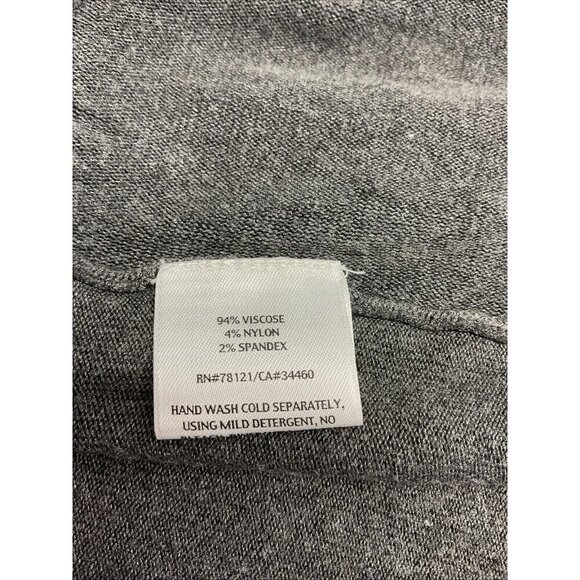 94% VISCOSE
4% NYLON
2% SPANDEX
RN#78121/CA#34460
HAND WASH COLD SEPARATELY,
USING MILD DETERGENT, NO